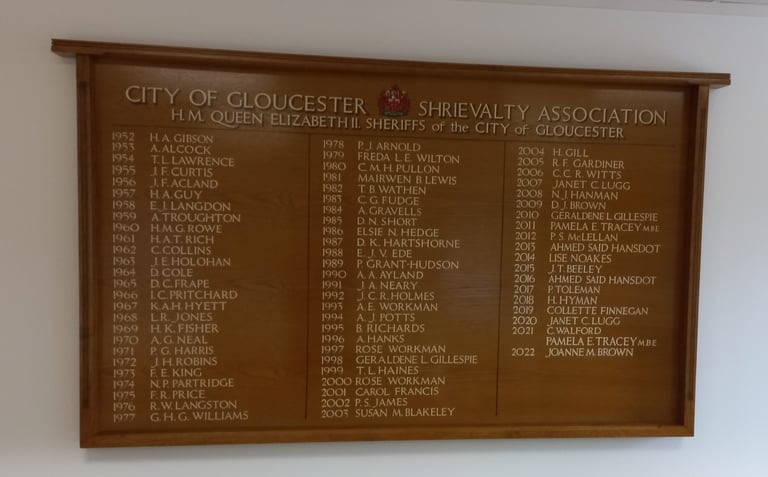 CITY OF GLOUCESTER SHRIEVALTY ASSOCIATION
H.M. QUEEN ELIZABETH II. SHERIFFS of the CITY of GLOUCESTER
1952 H.A. GIBSON
1953 A. ALCOCK
1954 T.L. LAWRENCE
1955 J.F. CURTIS
1956 J.F. ACLAND
1957 H.A. GUY
1958 E.J. LANGDON
1959 A. TROUGHTON
1960 H.M.G. ROWE
1961 H.A.T. RICH
1962 C. COLLINS
1963 J.E. HOLOHAN
1964 D. COLE
1965 D.C. FRAPE
1966 I.C. PRITCHARD
1967 K.A.H. HYETT
1968 L.R. JONES
1969 H.K. FISHER
1970 A.G. NEAL
1971 P.G. HARRIS
1972 J.H. ROBINS
1973 F.E. KING
1974 N.P. PARTRIDGE
1975 F.R. PRICE
1976 R.W. LANGSTON
1977 G.H.G. WILLIAMS
1978 P.J. ARNOLD
1979 FREDA L.E. WILTON
1980 C.M.H. PULLON
1981 MAIRWEN B. LEWIS
1982 T.B. WATHEN
1983 C.G. FUDGE
1984 A. GRAVELLS
1985 D.N. SHORT
1986 ELSIE N. HEDGE
1987 D.K. HARTSHORNE
1988 E.J.V. EDE
1989 P. GRANT-HUDSON
1990 A.A. AYLAND
1991 J.A. NEARY
1992 J.C.R. HOLMES
1993 A.E. WORKMAN
1994 A.J. POTTS
1995 B. RICHARDS
1996 A. HANKS
1997 ROSE WORKMAN
1998 GERALDENE L. GILLESPIE
1999 T.L. HAINES
2000 ROSE WORKMAN
2001 CAROL FRANCIS
2002 P.S. JAMES
2003 SUSAN M. BLAKELEY
2004 H. GILL
2005 R.F. GARDINER
2006 C.C.R. WITTS
2007 JANET C. LUGG
2008 N.J. HANMAN
2009 D.J. BROWN
2010 GERALDENE L. GILLESPIE
2011 PAMELA E. TRACEY MBE
2012 P.S. McLELLAN
2013 AHMED SAID HANSDOT
2014 LISE NOAKES
2015 J.T. BEELEY
2016 AHMED SAID HANSDOT
2017 P. TOLEMAN
2018 H. HYMAN
2019 COLLETTE FINNEGAN
2020 JANET C. LUGG
2021 C. WALFORD
PAMELA E. TRACEY MBE
2022 JOANNE M. BROWN